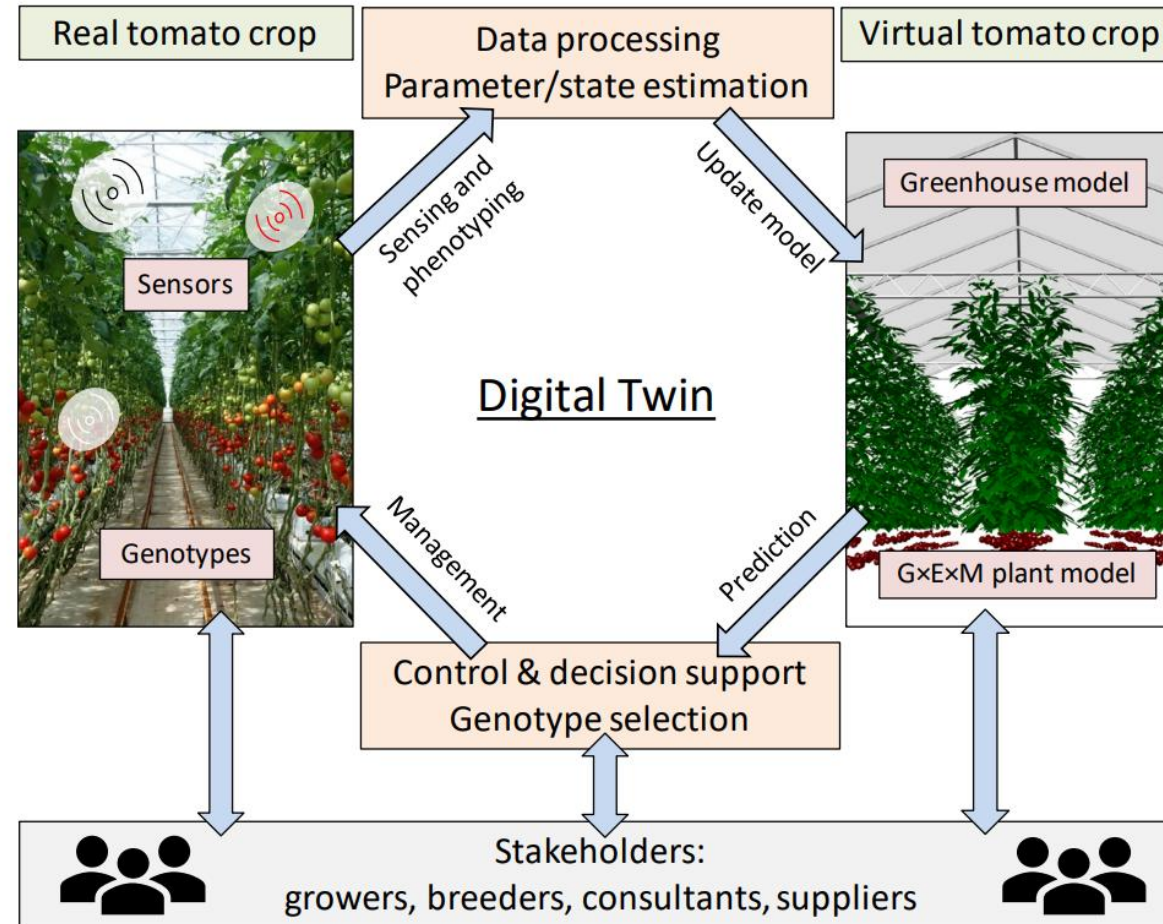 Real tomato crop
Data processing
Parameter/state estimation
Virtual tomato crop
Sensing and
phenotyping
Update model
Greenhouse model
Sensors
Digital Twin
Genotypes
Management
Prediction
G×E×M plant model
Control & decision support
Genotype selection
Stakeholders:
growers, breeders, consultants, suppliers